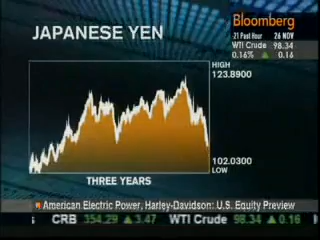 JAPANESE YEN
Bloomberg
21 Past Hour 26 NOV
WTI Crude 98.34
0.16% ▲ 0.16
HIGH
123.8900
102.0300
LOW
THREE YEARS
American Electric Power, Harley-Davidson: U.S. Equity Preview
CRB 354.29 ▲ 3.47 WTI Crude 98.34 ▲ 0.16